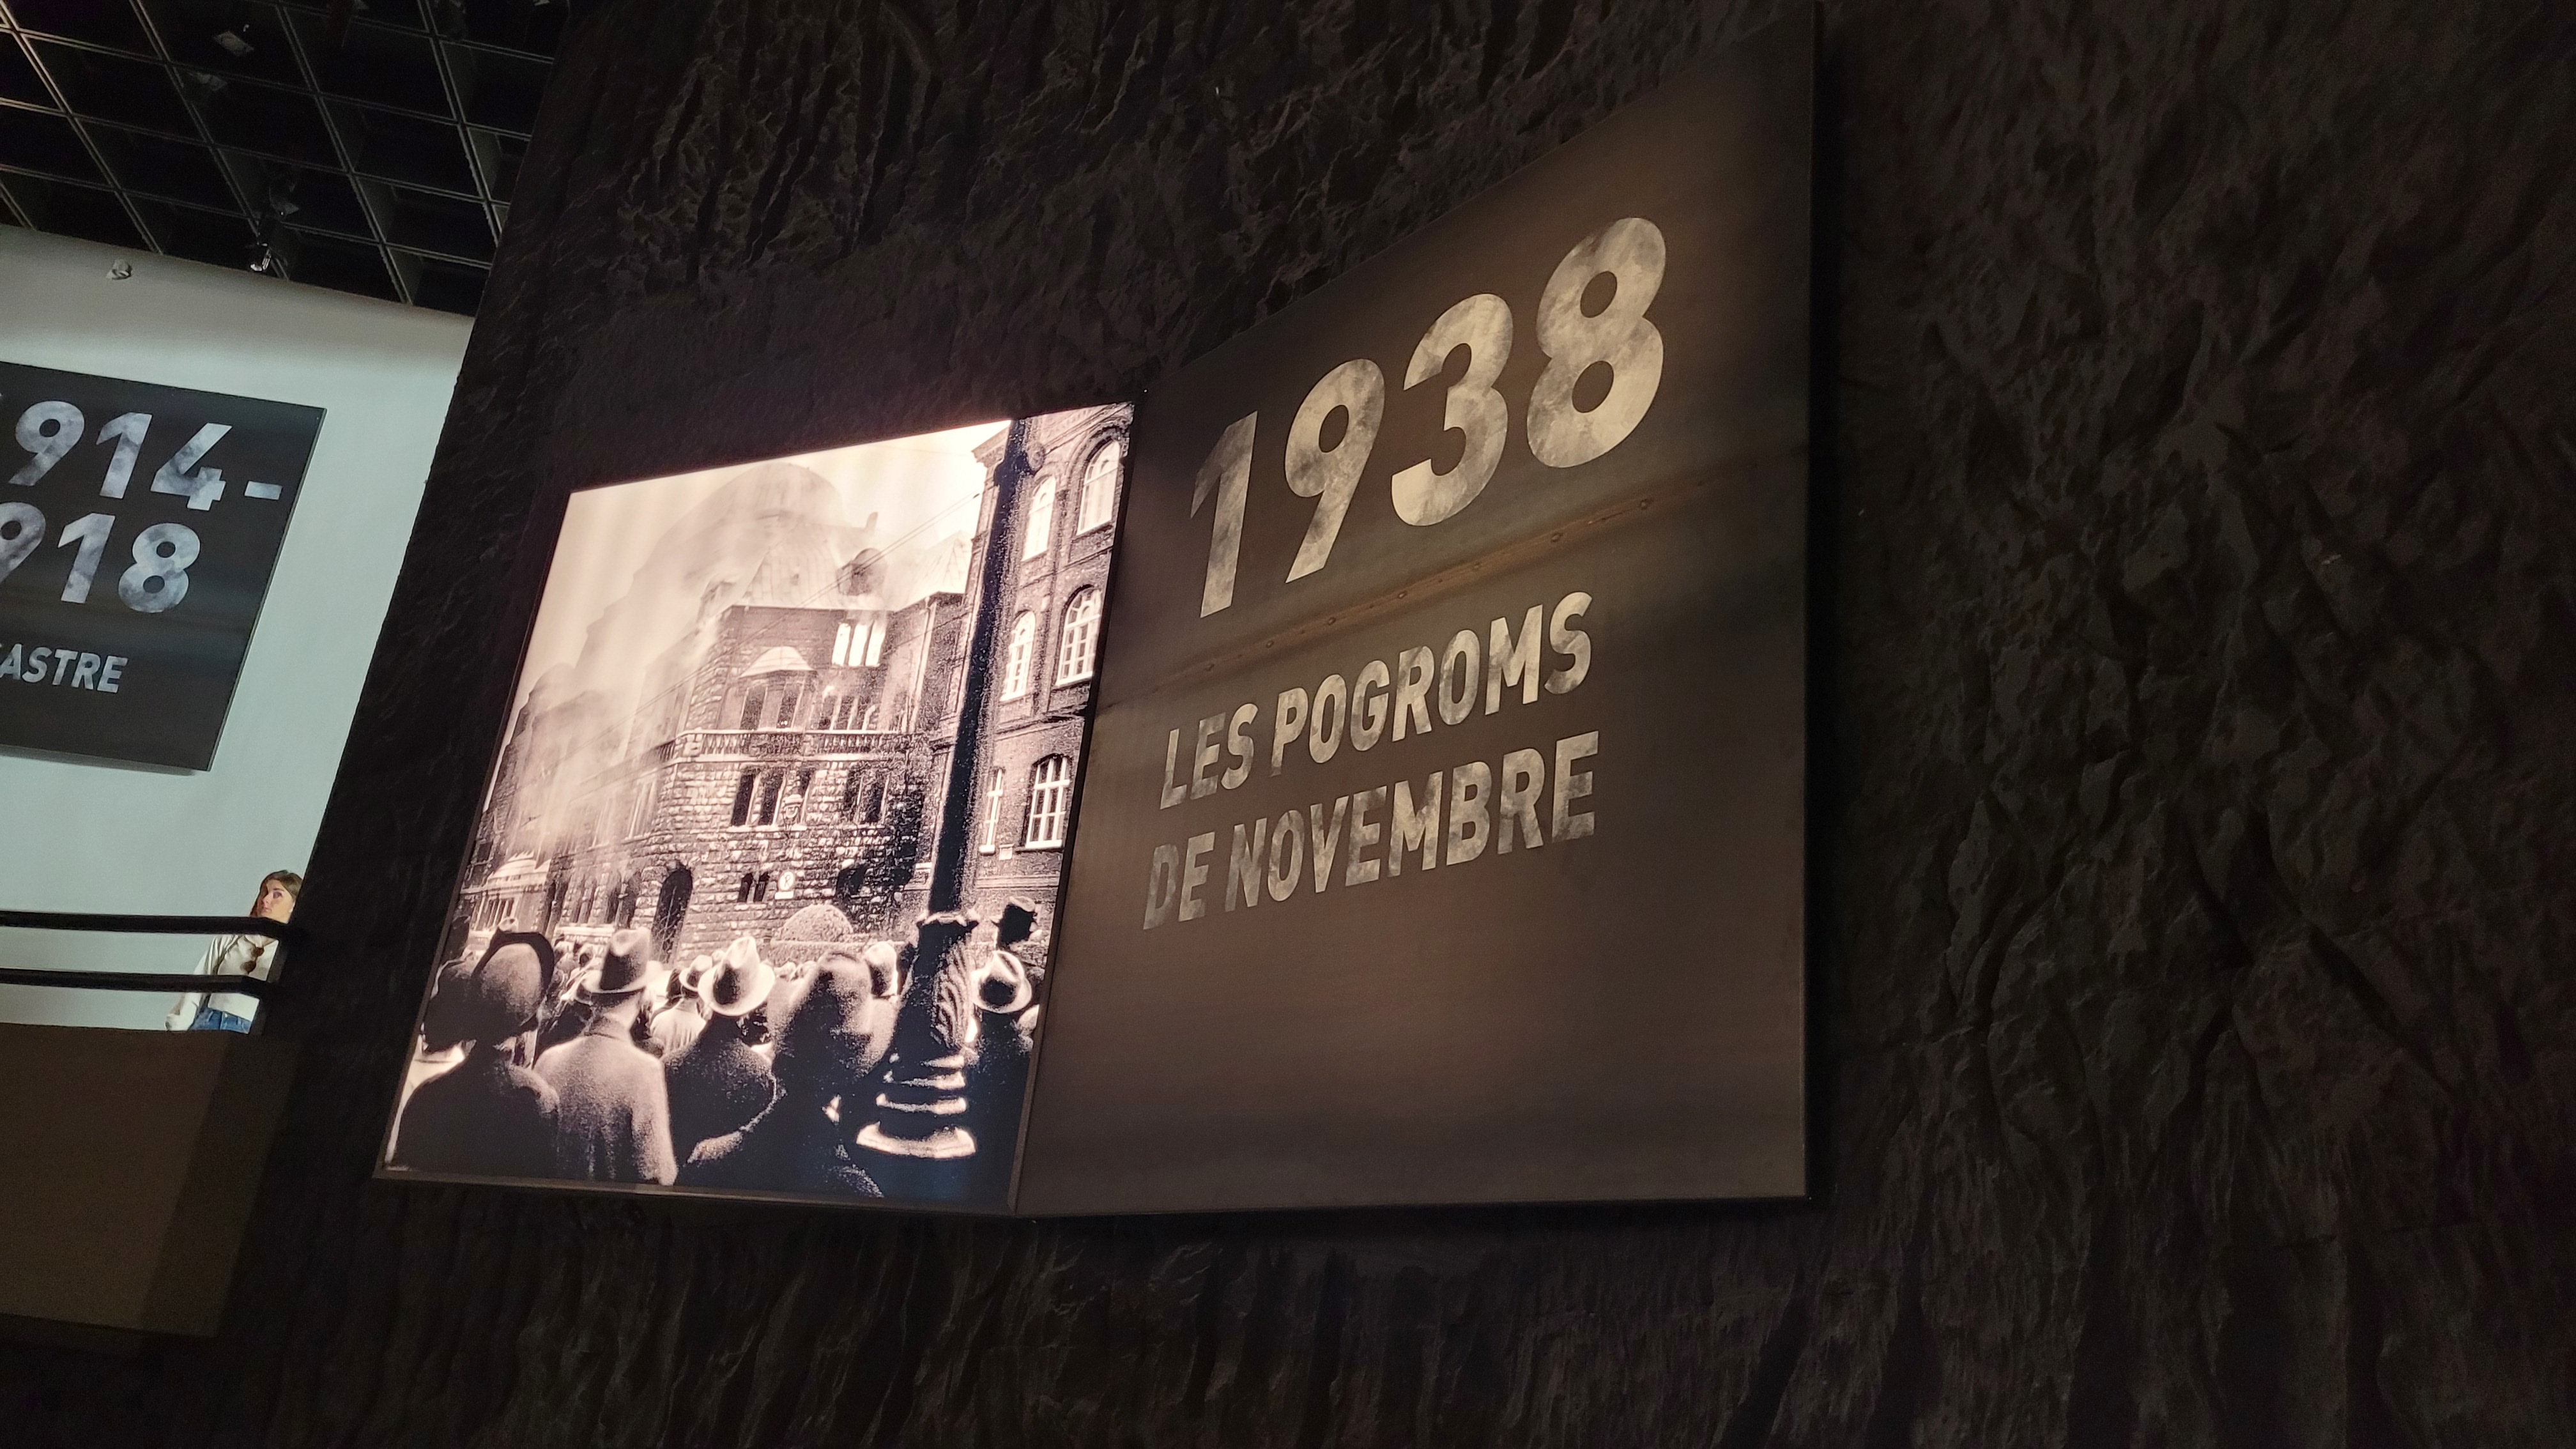 914-
918
ASTRE
1938
LES POGROMS
DE NOVEMBRE